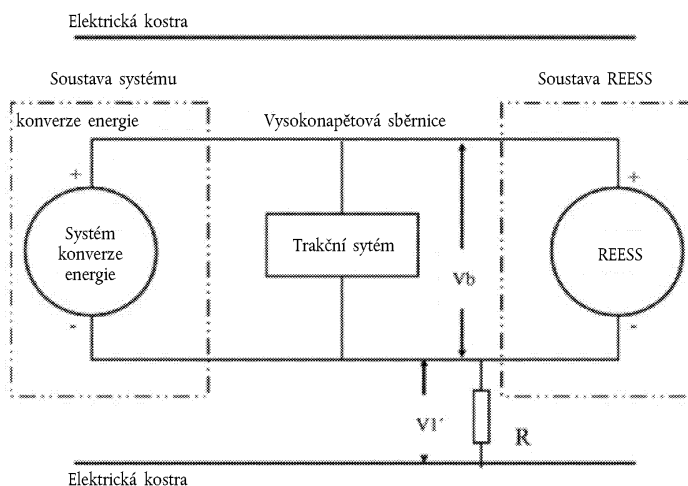 Elektrická kostra
Soustava systému
Soustava REESS
konverze energie
Vysokonapěťová sběrnice
+
+
Systém
konverze
energie
Trakční sytém
REESS
Vb
-
-
V1´
R
Elektrická kostra